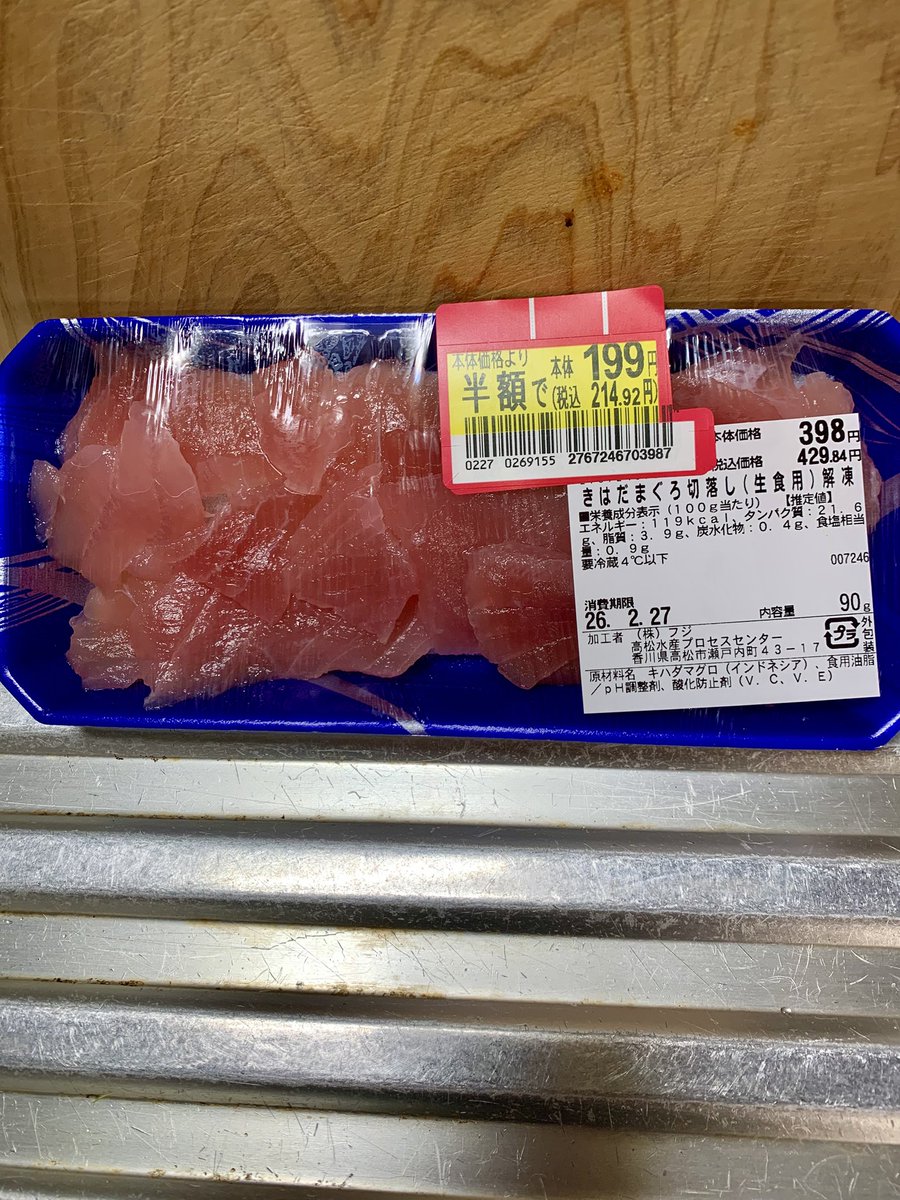 本体価格より
半額で
本体 199円
(税込 214.92円)
0227 0269155 2767246703987
本体価格 398円
税込価格 429.84円
きはだまぐろ切落し(生食用)解凍
■栄養成分表示(100g当たり) 【推定値】
エネルギー:119kcal、タンパク質:21.6
g、脂質:3.9g、炭水化物:0.4g、食塩相当
量:0.9g
要冷蔵4℃以下
007246
消費期限
26. 2.27
内容量 90g
プラ
外包装
加工者 (株)フジ
高松水産プロセスセンター
香川県高松市瀬戸内町43-17
原材料名 キハダマグロ(インドネシア)、食用油脂
/pH調整剤、酸化防止剤(V.C、V.E)